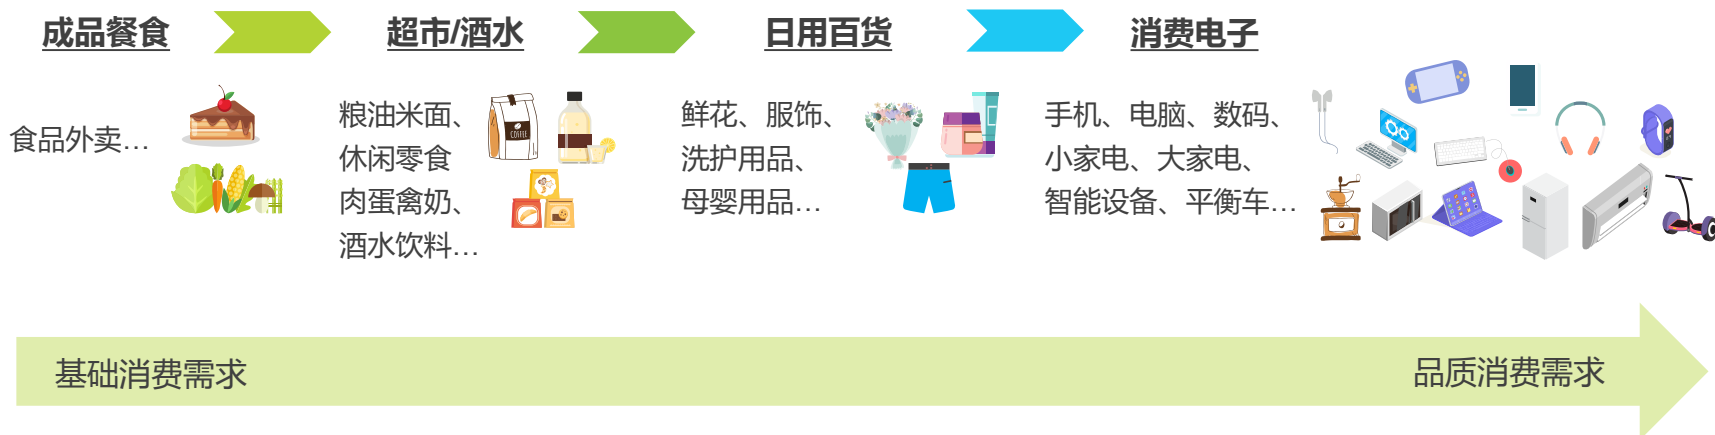 成品餐食
超市/酒水
日用百货
消费电子
食品外卖…
粮油米面、
休闲零食
肉蛋禽奶、
酒水饮料…
COFFEE
鲜花、服饰、
洗护用品、
母婴用品…
手机、电脑、数码、
小家电、大家电、
智能设备、平衡车…
基础消费需求
品质消费需求